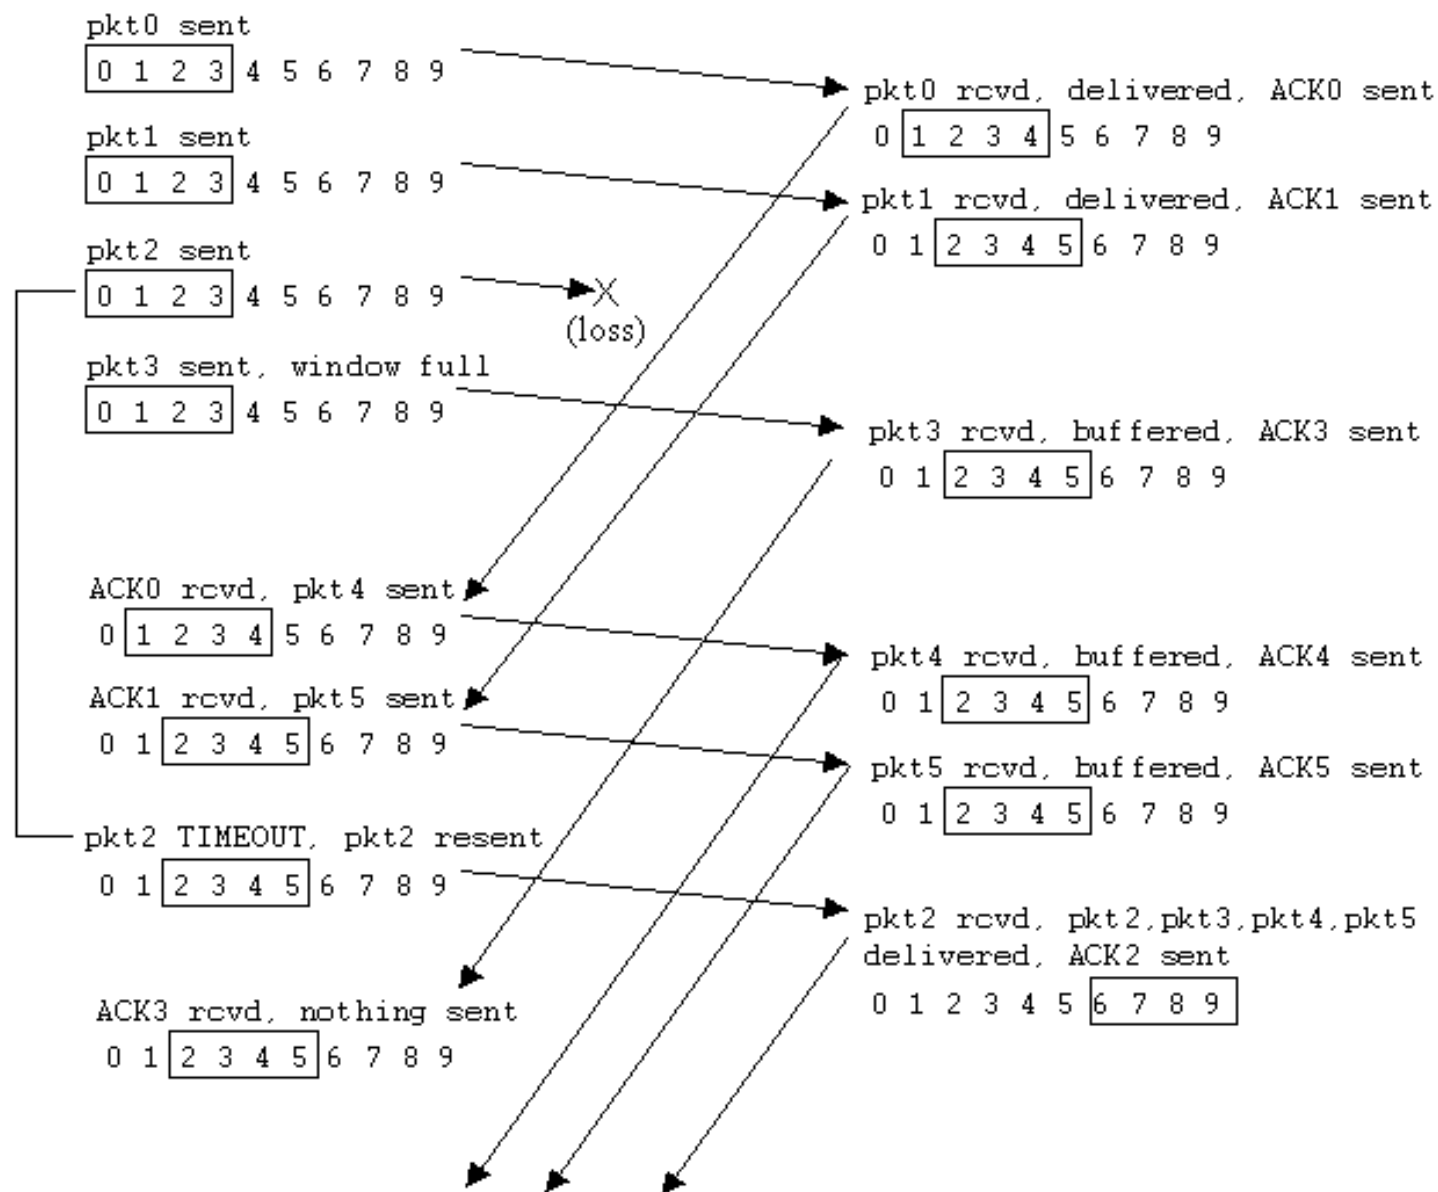 pkt0 sent
0 1 2 3 4 5 6 7 8 9
pkt0 rcvd, delivered, ACK0 sent
0 1 2 3 4 5 6 7 8 9
pkt1 sent
0 1 2 3 4 5 6 7 8 9
pkt1 rcvd, delivered, ACK1 sent
0 1 2 3 4 5 6 7 8 9
pkt2 sent
0 1 2 3 4 5 6 7 8 9
X
(loss)
pkt3 sent, window full
0 1 2 3 4 5 6 7 8 9
pkt3 rcvd, buffered, ACK3 sent
0 1 2 3 4 5 6 7 8 9
ACK0 rcvd, pkt4 sent
0 1 2 3 4 5 6 7 8 9
pkt4 rcvd, buffered, ACK4 sent
0 1 2 3 4 5 6 7 8 9
ACK1 rcvd, pkt5 sent
0 1 2 3 4 5 6 7 8 9
pkt5 rcvd, buffered, ACK5 sent
0 1 2 3 4 5 6 7 8 9
pkt2 TIMEOUT, pkt2 resent
0 1 2 3 4 5 6 7 8 9
pkt2 rcvd, pkt2,pkt3,pkt4,pkt5
delivered, ACK2 sent
0 1 2 3 4 5 6 7 8 9
ACK3 rcvd, nothing sent
0 1 2 3 4 5 6 7 8 9